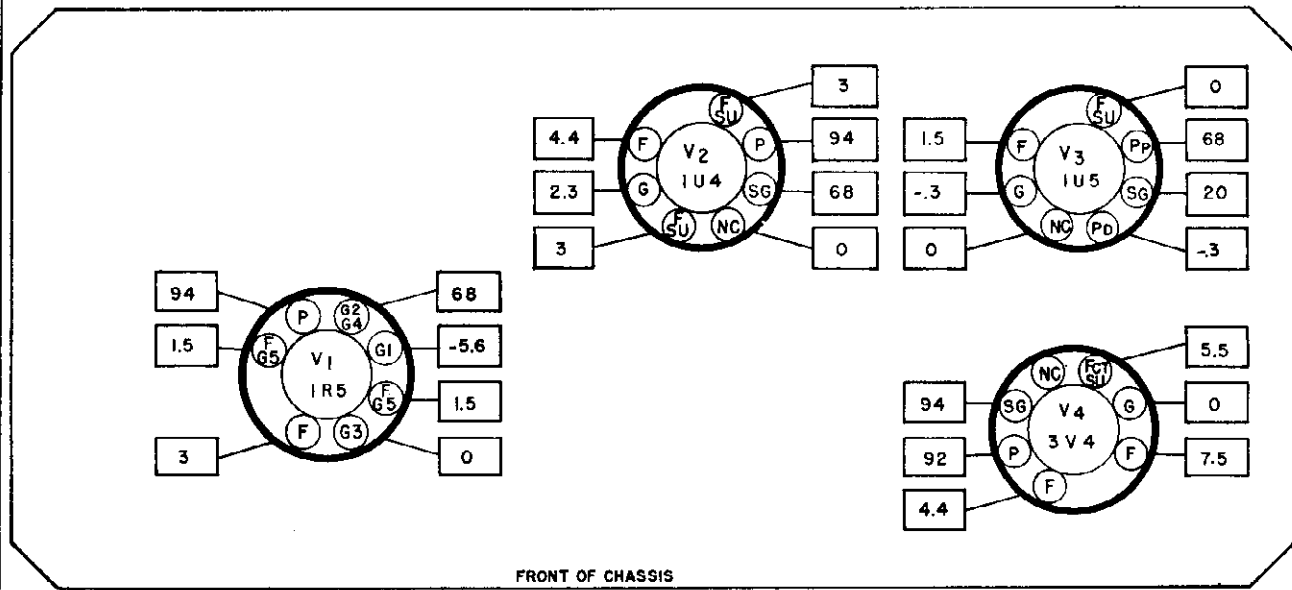 3
4.4
F
SU
F
P
94
V2
1U4
2.3
G
SG
68
F
SU
NC
3
0
0
F
SU
1.5
F
PP
68
V3
1U5
-.3
G
SG
20
NC
PD
0
-.3
94
P
G2
G4
68
1.5
F
G5
G1
-5.6
V1
1R5
F
G5
1.5
F
G3
3
0
5.5
NC
FCT
SU
94
SG
G
0
V4
3V4
92
P
F
7.5
F
4.4
FRONT OF CHASSIS